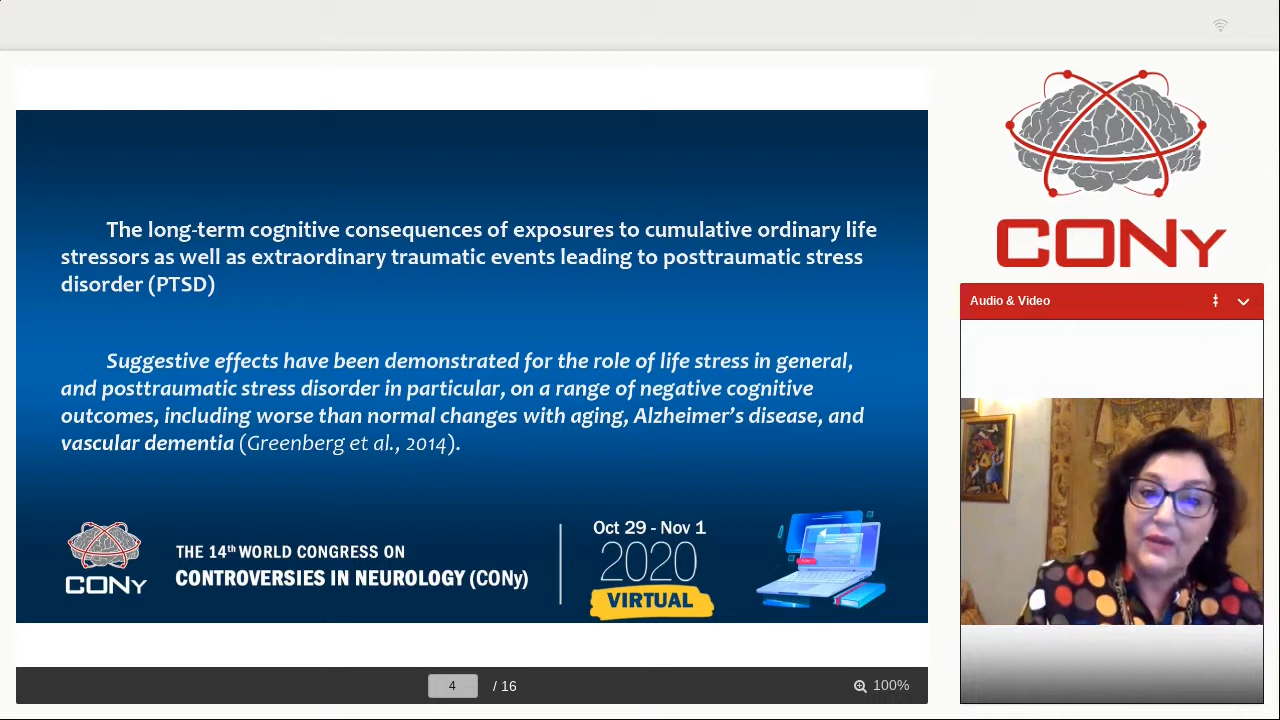 The long-term cognitive consequences of exposures to cumulative ordinary life
stressors as well as extraordinary traumatic events leading to posttraumatic stress
disorder (PTSD)
Suggestive effects have been demonstrated for the role of life stress in general,
and posttraumatic stress disorder in particular, on a range of negative cognitive
outcomes, including worse than normal changes with aging, Alzheimer’s disease, and
vascular dementia (Greenberg et al., 2014).
CONy
THE 14th WORLD CONGRESS ON
CONTROVERSIES IN NEUROLOGY (CONy)
Oct 29 - Nov 1
2020
VIRTUAL
4 / 16
100%
CONy
Audio & Video